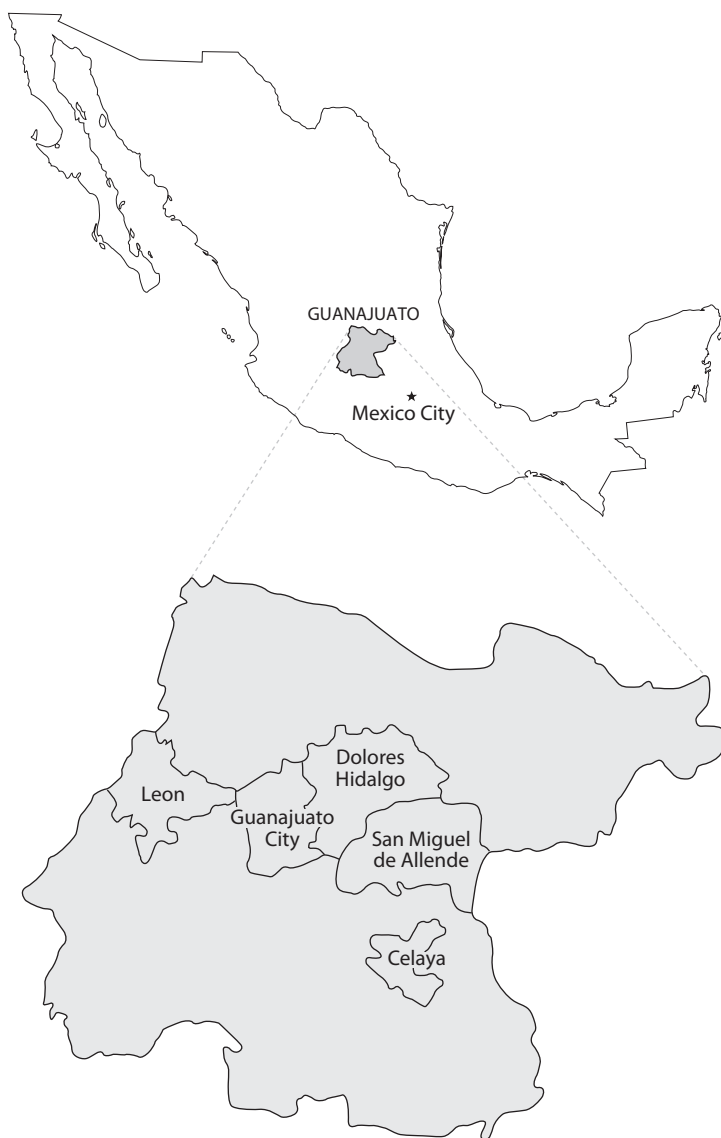 GUANAJUATO
Mexico City
Dolores
Hidalgo
Leon
Guanajuato
City
San Miguel
de Allende
Celaya